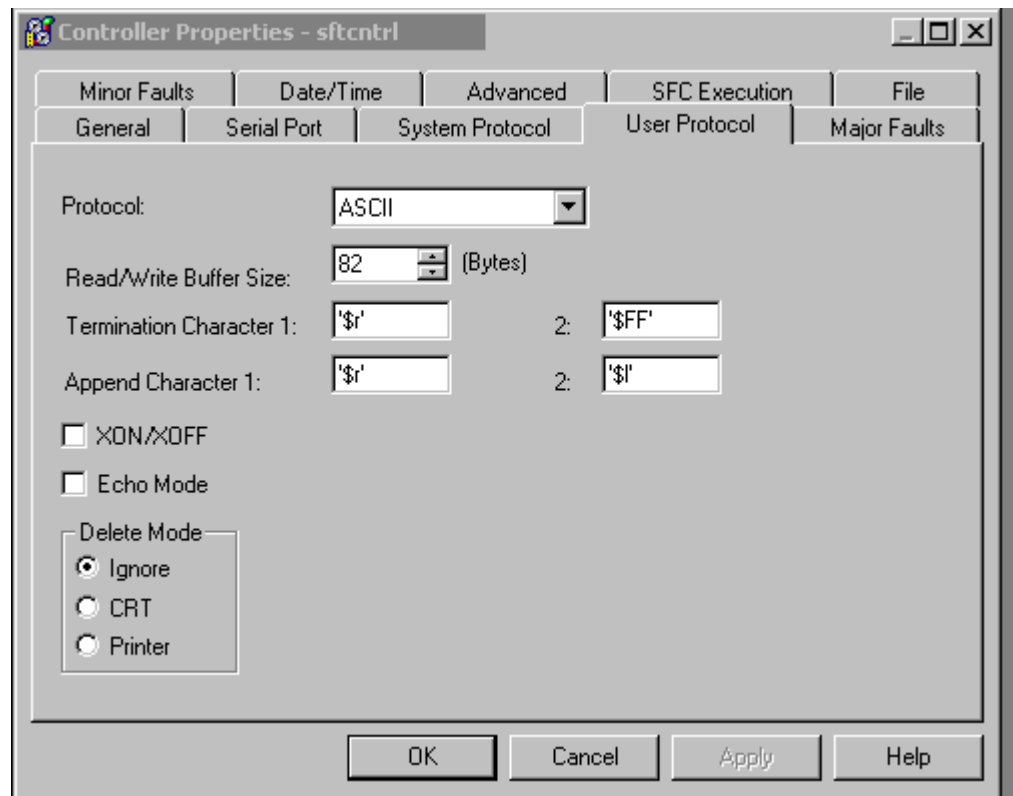 Controller Properties - sftcntrl
Minor Faults Date/Time Advanced SFC Execution File
General Serial Port System Protocol User Protocol Major Faults
Protocol: ASCII
Read/Write Buffer Size: 82 (Bytes)
Termination Character 1: '$r' 2: '$FF'
Append Character 1: '$r' 2: '$l'
XON/XOFF
Echo Mode
Delete Mode
Ignore
CRT
Printer
OK Cancel Apply Help